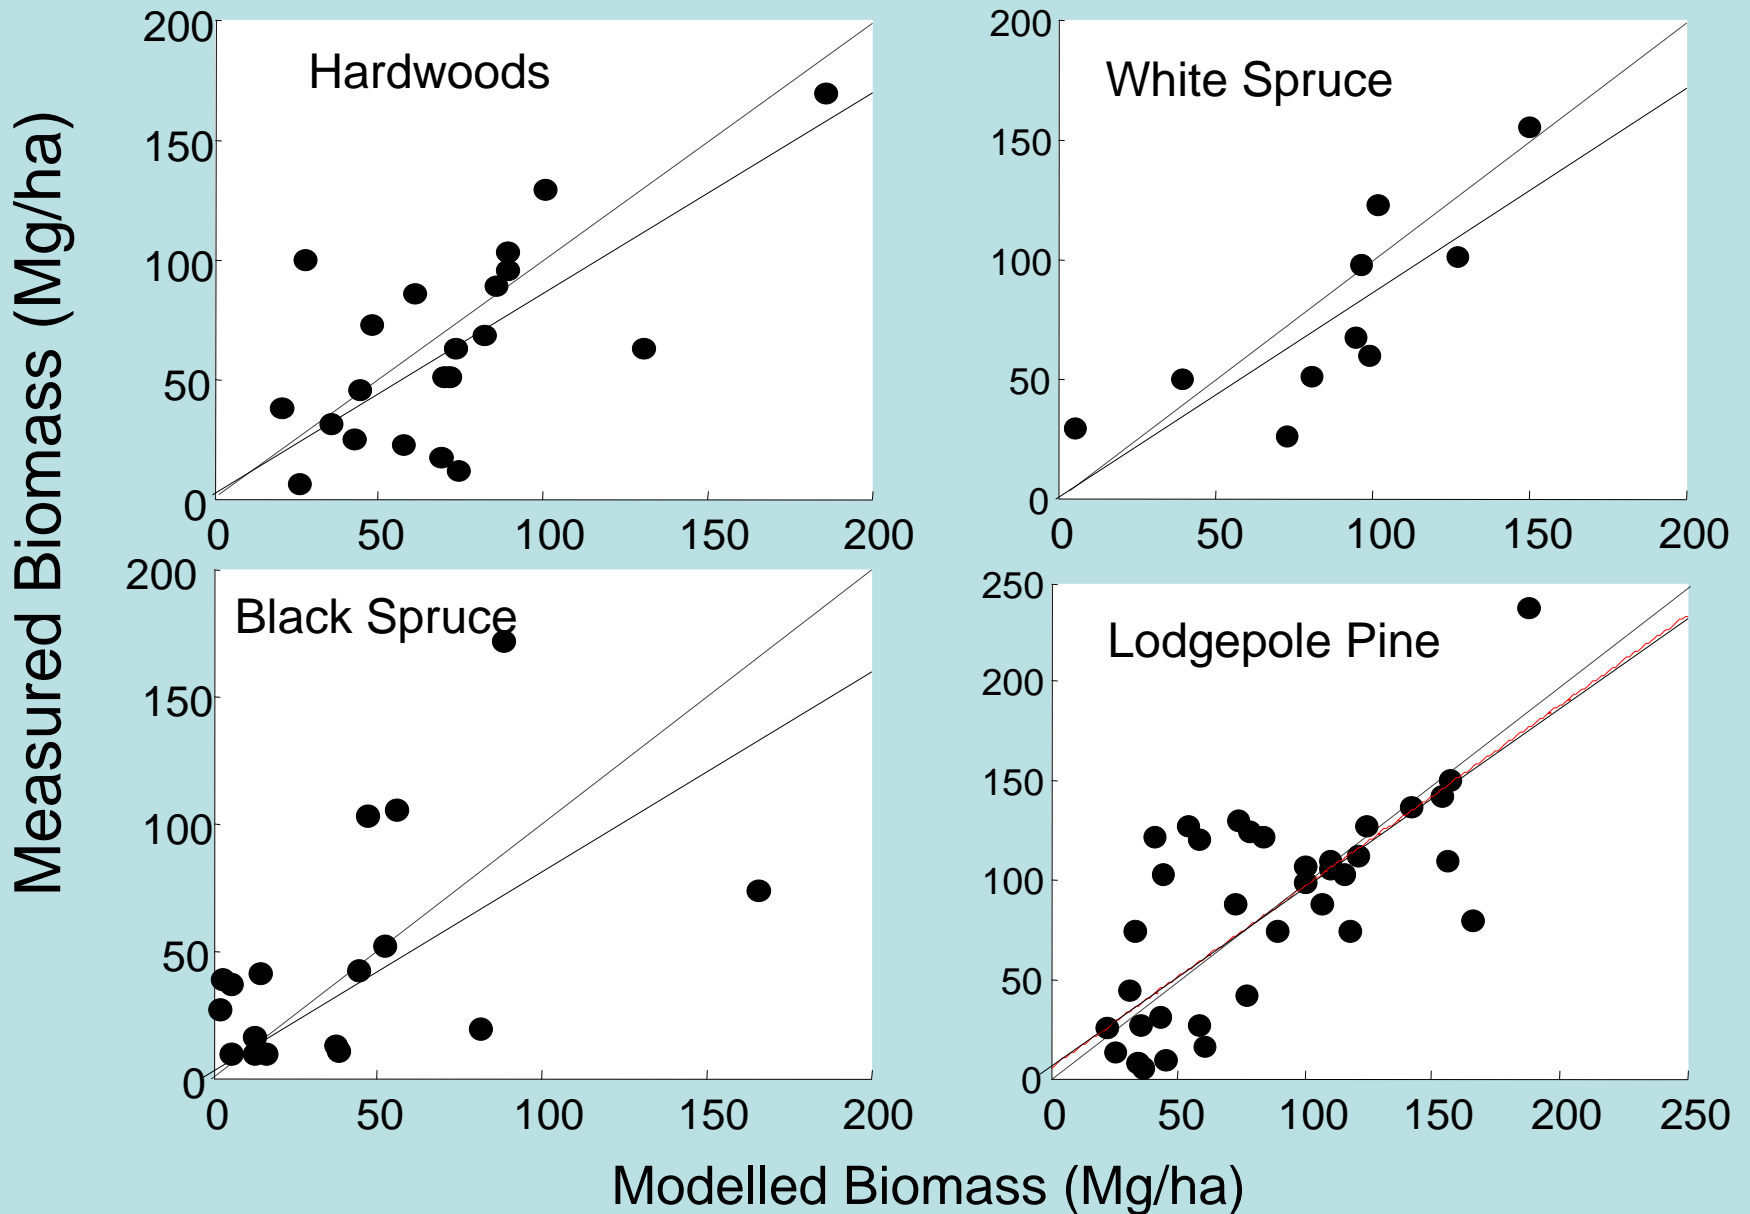 Measured Biomass (Mg/ha)
Hardwoods
200
150
100
50
0
0 50 100 150 200
White Spruce
200
150
100
50
0
0 50 100 150 200
Black Spruce
200
150
100
50
0
0 50 100 150 200
Lodgepole Pine
250
200
150
100
50
0
0 50 100 150 200 250
Modelled Biomass (Mg/ha)